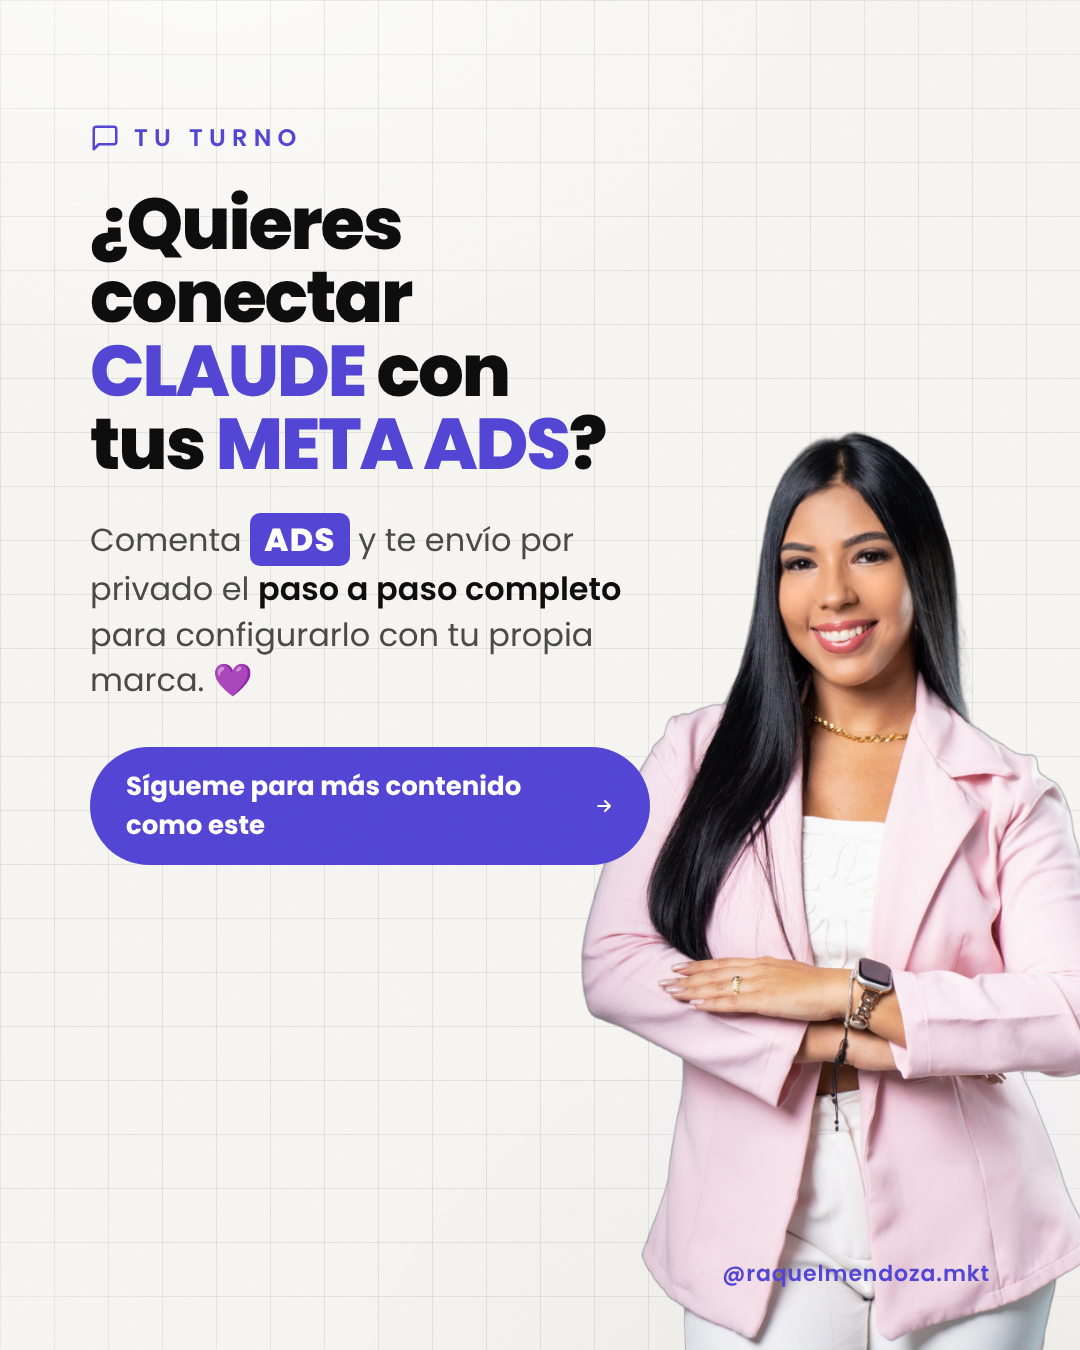 TU TURNO
¿Quieres
conectar
CLAUDE con
tus META ADS?
Comenta ADS y te envío por
privado el paso a paso completo
para configurarlo con tu propia
marca. 💜
Sígueme para más contenido
como este →
@raquelmendoza.mkt